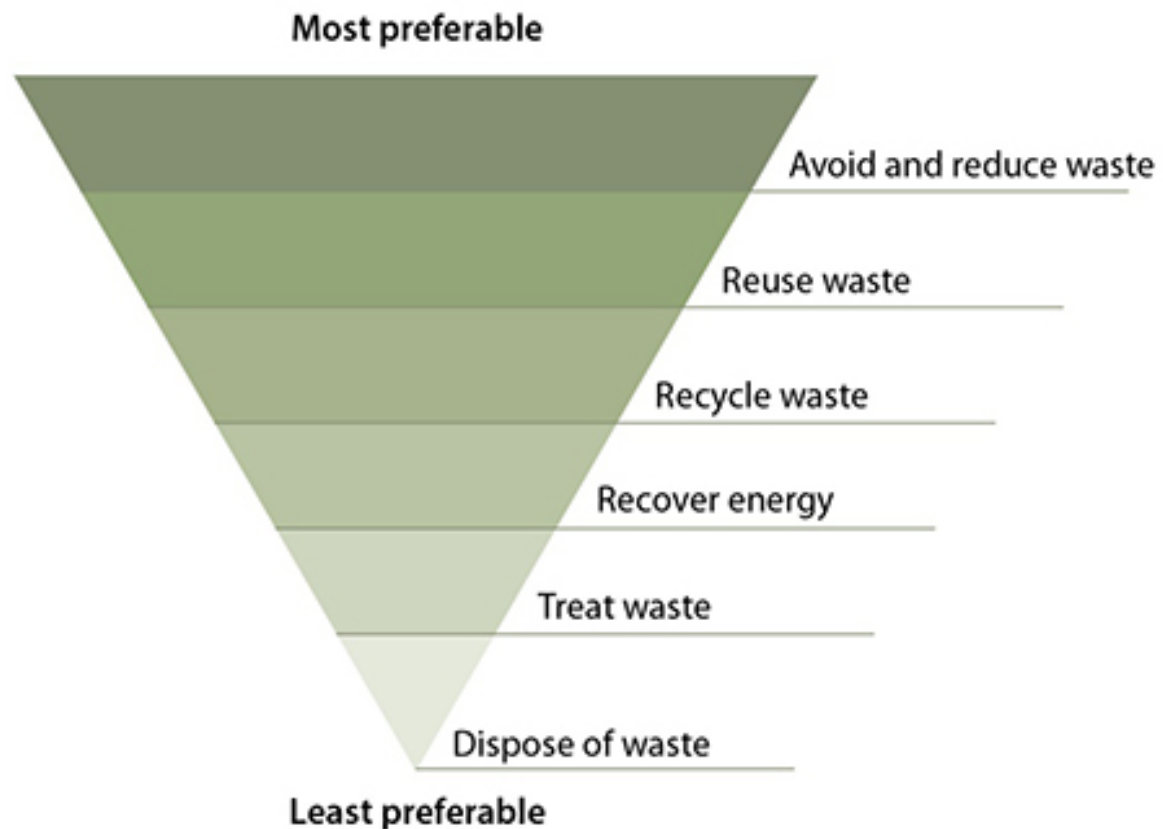 Most preferable
Avoid and reduce waste
Reuse waste
Recycle waste
Recover energy
Treat waste
Dispose of waste
Least preferable